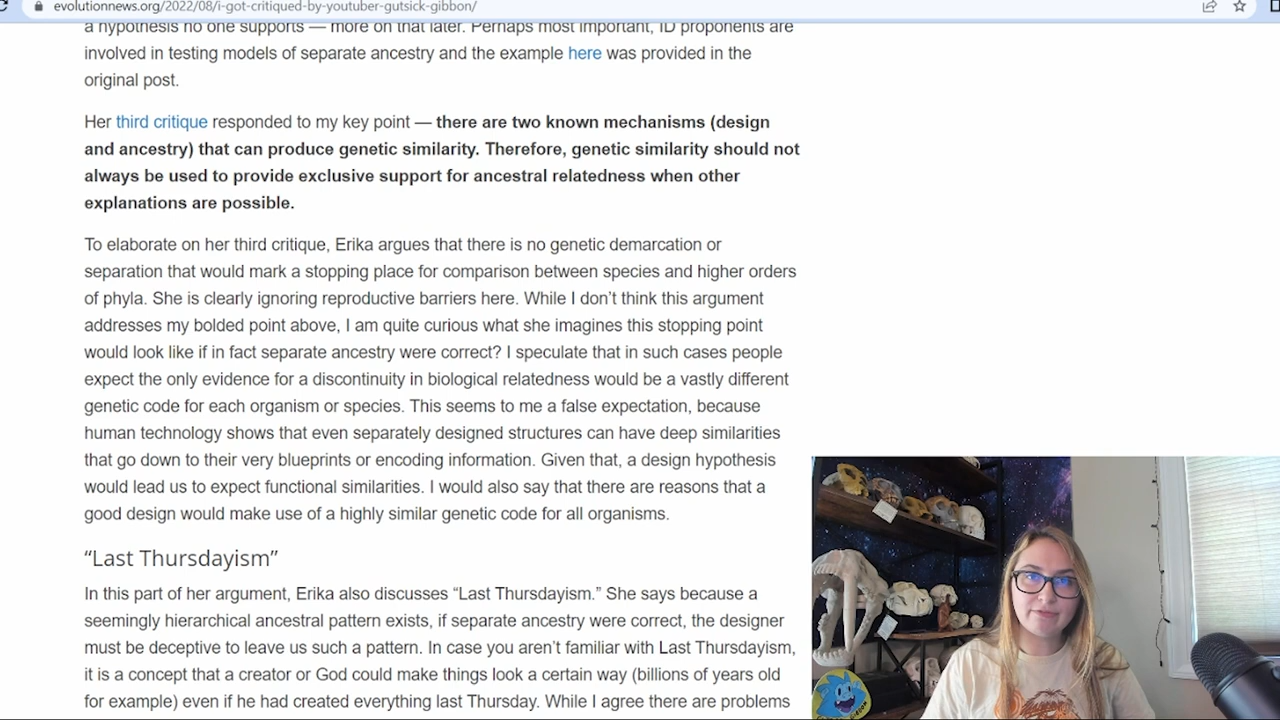 evolutionnews.org/2022/08/i-got-critiqued-by-youtuber-gutsick-gibbon/
a hypothesis no one supports — more on that later. Perhaps most important, ID proponents are
involved in testing models of separate ancestry and the example here was provided in the
original post.
Her third critique responded to my key point — there are two known mechanisms (design
and ancestry) that can produce genetic similarity. Therefore, genetic similarity should not
always be used to provide exclusive support for ancestral relatedness when other
explanations are possible.
To elaborate on her third critique, Erika argues that there is no genetic demarcation or
separation that would mark a stopping place for comparison between species and higher orders
of phyla. She is clearly ignoring reproductive barriers here. While I don’t think this argument
addresses my bolded point above, I am quite curious what she imagines this stopping point
would look like if in fact separate ancestry were correct? I speculate that in such cases people
expect the only evidence for a discontinuity in biological relatedness would be a vastly different
genetic code for each organism or species. This seems to me a false expectation, because
human technology shows that even separately designed structures can have deep similarities
that go down to their very blueprints or encoding information. Given that, a design hypothesis
would lead us to expect functional similarities. I would also say that there are reasons that a
good design would make use of a highly similar genetic code for all organisms.
“Last Thursdayism”
In this part of her argument, Erika also discusses “Last Thursdayism.” She says because a
seemingly hierarchical ancestral pattern exists, if separate ancestry were correct, the designer
must be deceptive to leave us such a pattern. In case you aren’t familiar with Last Thursdayism,
it is a concept that a creator or God could make things look a certain way (billions of years old
for example) even if he had created everything last Thursday. While I agree there are problems